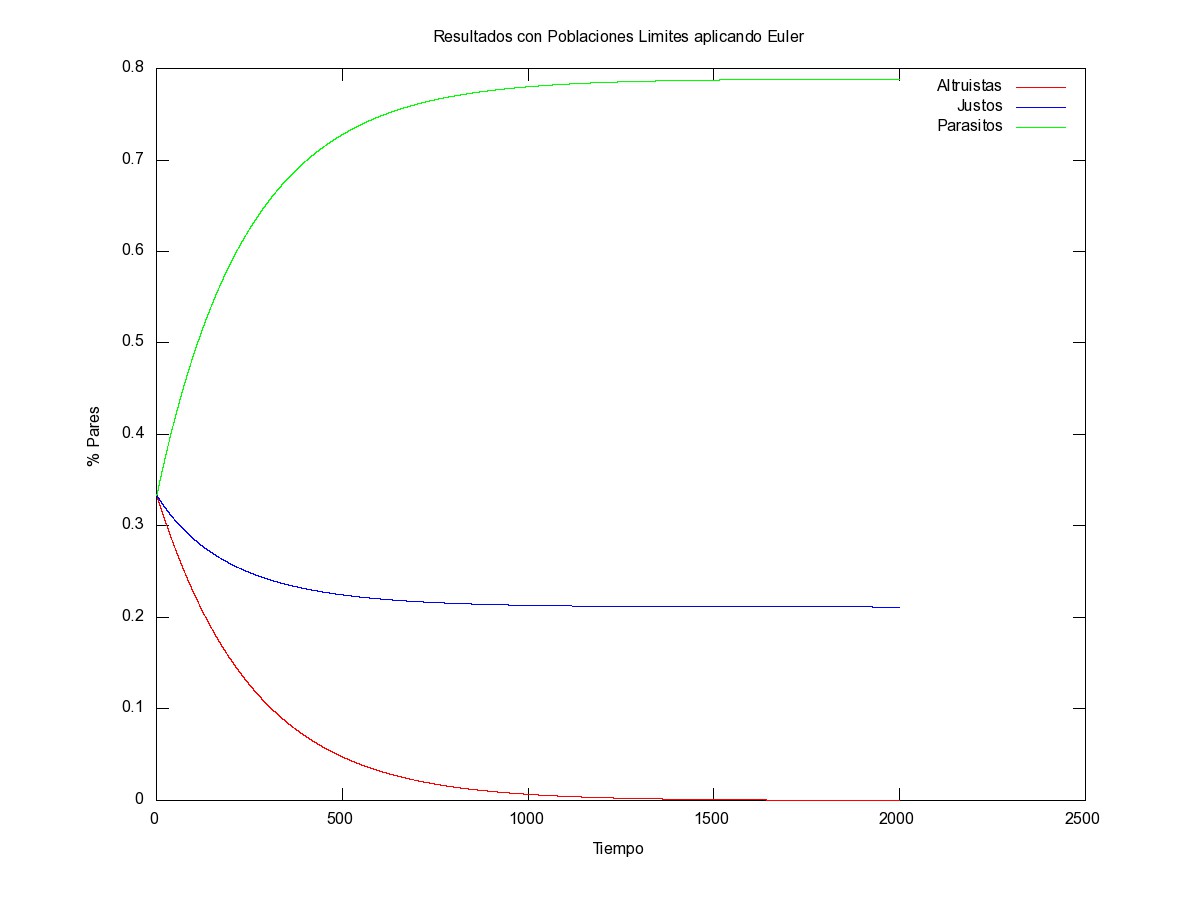 Resultados con Poblaciones Limites aplicando Euler
0.8
Altruistas
Justos
Parasitos
0.7
0.6
0.5
0.4
% Pares
0.3
0.2
0.1
0
0 500 1000 1500 2000 2500
Tiempo